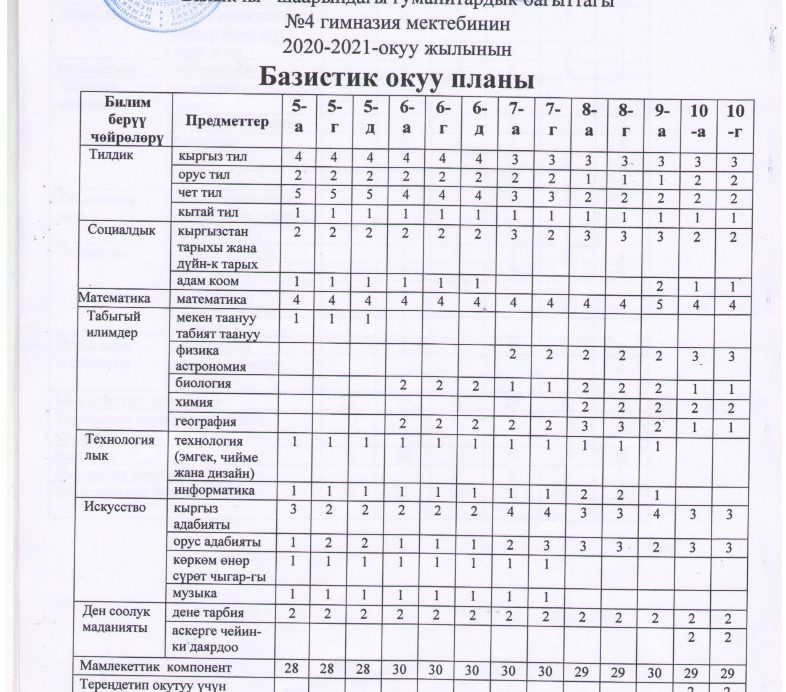 №4 гимназия мектебинин
2020-2021-окуу жылынын
Базистик окуу планы
Билим берүү чөйрөлөрү Предметтер 5-а 5-г 5-д 6-а 6-г 6-д 7-а 7-г 8-а 8-г 9-а 10-а 10-г
Тилдик кыргыз тил 4 4 4 4 4 4 3 3 3 3 3 3 3
орус тил 2 2 2 2 2 2 2 2 1 1 1 2 2
чет тил 5 5 5 4 4 4 3 3 2 2 2 2 2
кытай тил 1 1 1 1 1 1 1 1 1 1 1 1 1
Социалдык кыргызстан 2 2 2 2 2 2 3 2 3 3 3 2 2
тарыхы жана
дүйн-к тарых
адам коом 1 1 1 1 1 1 2 1 1
Математика математика 4 4 4 4 4 4 4 4 4 4 5 4 4
Табыгый мекен таануу 1 1 1
илимдер табият таануу
физика 2 2 2 2 2 3 3
астрономия
биология 2 2 2 1 1 2 2 2 1 1
химия 2 2 2 2 2
география 2 2 2 2 2 3 3 2 1 1
Технология технология 1 1 1 1 1 1 1 1 1 1 1
лык (эмгек, чийме
жана дизайн)
информатика 1 1 1 1 1 1 1 1 2 2 1
Искусство кыргыз 3 2 2 2 2 2 4 4 3 3 4 3 3
адабияты
орус адабияты 1 2 2 1 1 1 2 3 3 3 2 3 3
көркөм өнөр 1 1 1 1 1 1 1 1
сүрөт чыгар-гы
музыка 1 1 1 1 1 1 1 1
Ден соолук дене тарбия 2 2 2 2 2 2 2 2 2 2 2 2 2
маданияты
аскерге чейин- 2 2
ки даярдоо
Мамлекеттик компонент 28 28 28 30 30 30 30 30 29 29 30 29 29
Тереңдетип окутуу үчүн